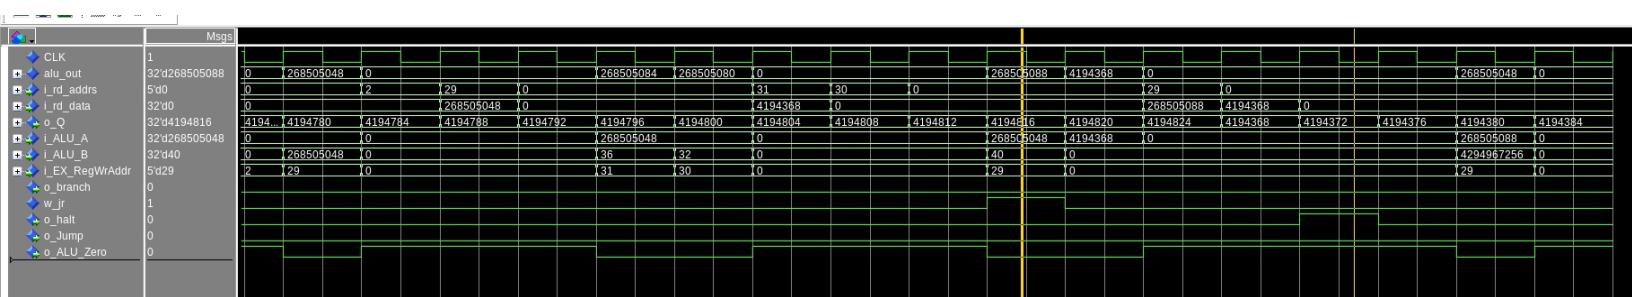 Msgs
CLK 1
alu_out 32'd268505088 0 268505048 0 268505084 268505080 0 268505088 4194368 0 268505048 0
i_rd_addrs 5'd0 0 2 29 0 31 30 0 29 0
i_rd_data 32'd0 0 268505048 0 4194368 0 268505088 4194368 0
o_Q 32'd4194816 4194... 4194780 4194784 4194788 4194792 4194796 4194800 4194804 4194808 4194812 4194816 4194820 4194824 4194368 4194372 4194376 4194380 4194384
i_ALU_A 32'd268505048 0 0 268505048 0 268505048 4194368 0 268505088 0
i_ALU_B 32'd40 0 268505048 0 36 32 0 40 0 4294967256 0
i_EX_RegWrAddr 5'd29 2 29 0 31 30 0 29 0 29 0
o_branch 0
w_jr 1
o_halt 0
o_Jump 0
o_ALU_Zero 0